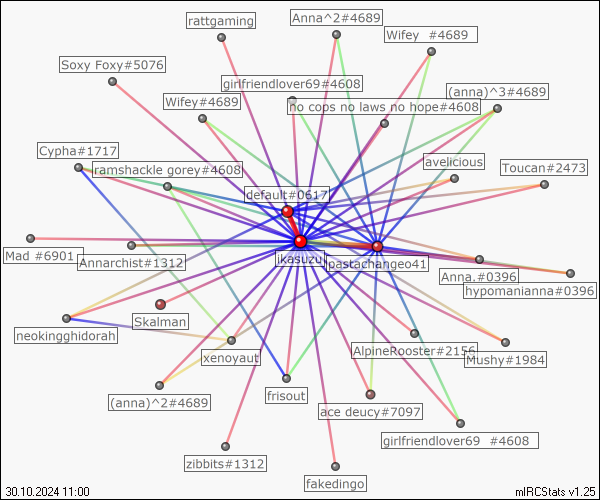 rattgaming
Anna^2#4689
Wifey #4689
Soxy Foxy#5076
girlfriendlover69#4608
(anna)^3#4689
Wifey#4689
no cops no laws no hope#4608
Cypha#1717
ramshackle gorey#4608
avelicious
Toucan#2473
default#0617
Mad #6901
Annarchist#1312
ikasuzu
pastachangeo41
Anna.#0396
hypomanianna#0396
Skalman
neokingghidorah
xenoyaut
AlpineRooster#2156
Mushy#1984
(anna)^2#4689
frisout
ace deucy#7097
girlfriendlover69 #4608
zibbits#1312
fakedingo
30.10.2024 11:00
mIRCStats v1.25